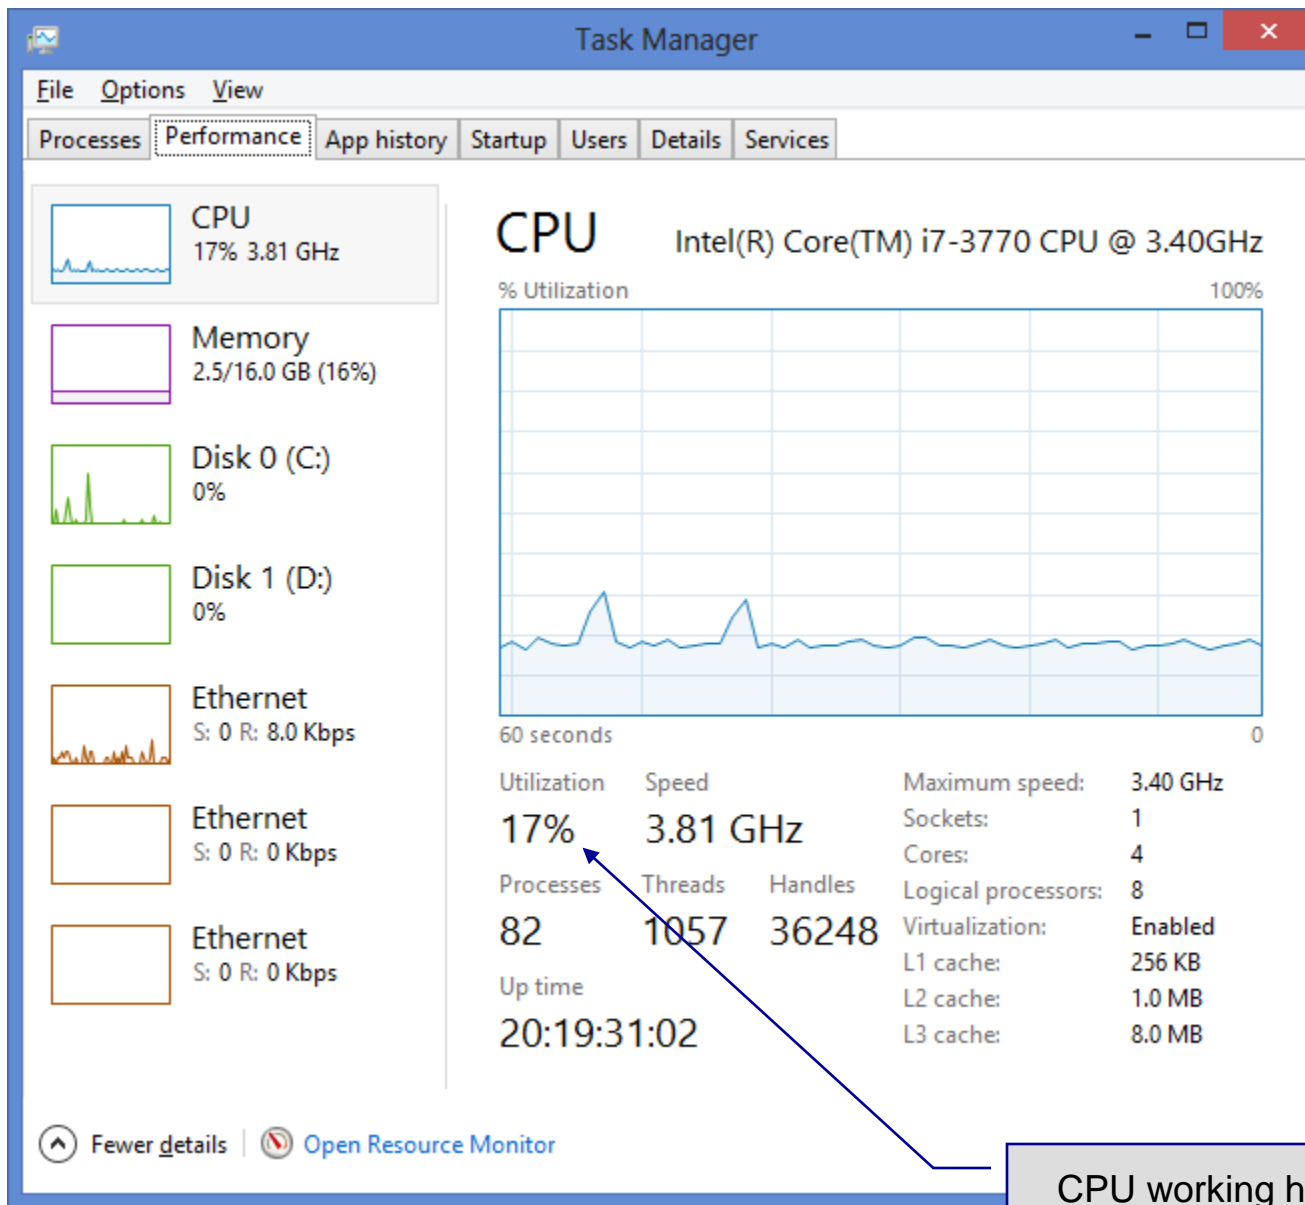 Task Manager
File Options View
Processes Performance App history Startup Users Details Services
CPU
17% 3.81 GHz
Memory
2.5/16.0 GB (16%)
Disk 0 (C:)
0%
Disk 1 (D:)
0%
Ethernet
S: 0 R: 8.0 Kbps
Ethernet
S: 0 R: 0 Kbps
Ethernet
S: 0 R: 0 Kbps
CPU Intel(R) Core(TM) i7-3770 CPU @ 3.40GHz
% Utilization 100%
60 seconds 0
Utilization Speed
17% 3.81 GHz
Processes Threads Handles
82 1057 36248
Up time
20:19:31:02
Maximum speed: 3.40 GHz
Sockets: 1
Cores: 4
Logical processors: 8
Virtualization: Enabled
L1 cache: 256 KB
L2 cache: 1.0 MB
L3 cache: 8.0 MB
Fewer details Open Resource Monitor
CPU working